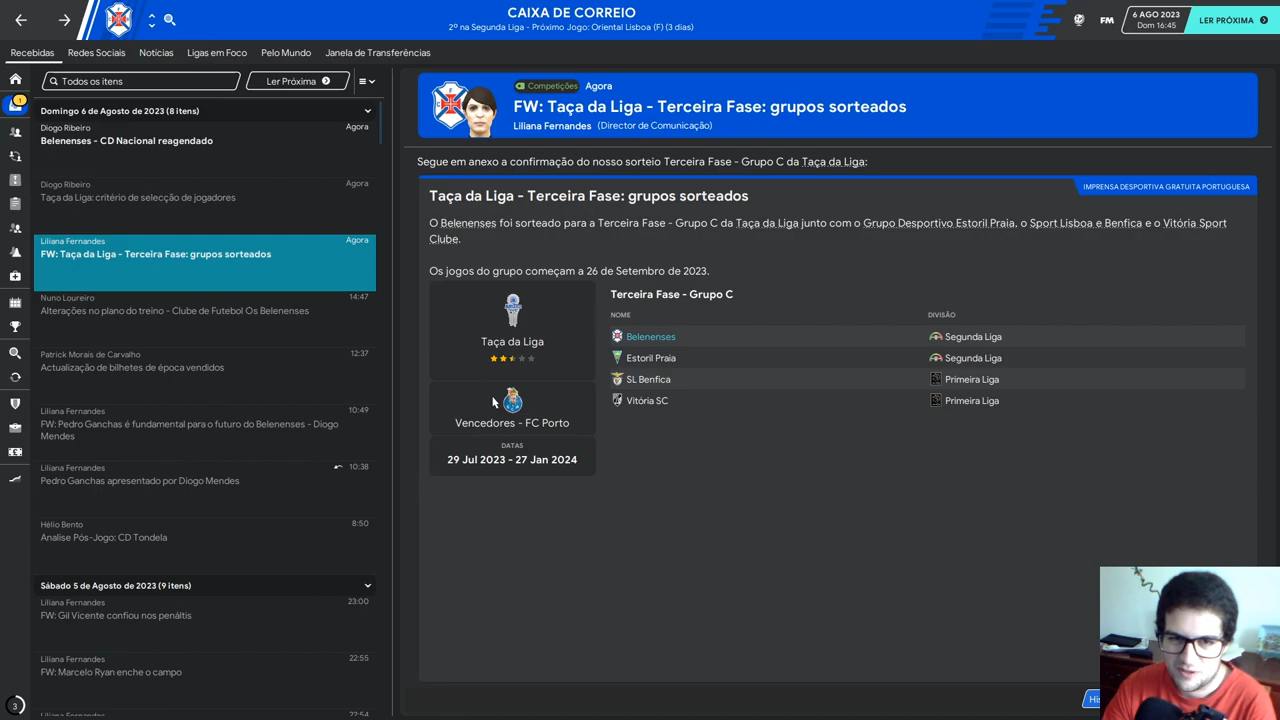 CAIXA DE CORREIO
2º na Segunda Liga - Próximo Jogo: Oriental Lisboa (F) (3 dias)
FM
6 AGO 2023
Dom 16:45
LER PRÓXIMA
Recebidas
Redes Sociais
Notícias
Ligas em Foco
Pelo Mundo
Janela de Transferências
Todos os itens
Ler Próxima
1
Domingo 6 de Agosto de 2023 (8 itens)
Diogo Ribeiro
Agora
Belenenses - CD Nacional reagendado
Diogo Ribeiro
Agora
Taça da Liga: critério de selecção de jogadores
Liliana Fernandes
Agora
FW: Taça da Liga - Terceira Fase: grupos sorteados
Nuno Loureiro
14:47
Alterações no plano do treino - Clube de Futebol Os Belenenses
Patrick Morais de Carvalho
12:37
Actualização de bilhetes de época vendidos
Liliana Fernandes
10:49
FW: Pedro Ganchas é fundamental para o futuro do Belenenses - Diogo
Mendes
Liliana Fernandes
10:38
Pedro Ganchas apresentado por Diogo Mendes
Hélio Bento
8:50
Analise Pós-Jogo: CD Tondela
Sábado 5 de Agosto de 2023 (9 itens)
Liliana Fernandes
23:00
FW: Gil Vicente confiou nos penáltis
Liliana Fernandes
22:55
FW: Marcelo Ryan enche o campo
Liliana Fernandes
22:54
3
Competições
Agora
FW: Taça da Liga - Terceira Fase: grupos sorteados
Liliana Fernandes (Director de Comunicação)
Segue em anexo a confirmação do nosso sorteio Terceira Fase - Grupo C da Taça da Liga:
IMPRENSA DESPORTIVA GRATUITA PORTUGUESA
Taça da Liga - Terceira Fase: grupos sorteados
O Belenenses foi sorteado para a Terceira Fase - Grupo C da Taça da Liga junto com o Grupo Desportivo Estoril Praia, o Sport Lisboa e Benfica e o Vitória Sport
Clube.
Os jogos do grupo começam a 26 de Setembro de 2023.
Taça da Liga
Vencedores - FC Porto
DATAS
29 Jul 2023 - 27 Jan 2024
Terceira Fase - Grupo C
NOME
DIVISÃO
Belenenses
Segunda Liga
Estoril Praia
Segunda Liga
SL Benfica
Primeira Liga
Vitória SC
Primeira Liga